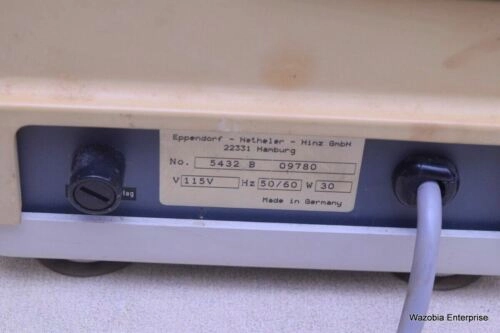 Eppendorf - Netheler - Hinz GmbH
22331 Hamburg
No. 5432 B 09780
V 115V Hz 50/60 W 30
Made in Germany
Wazobia Enterprise